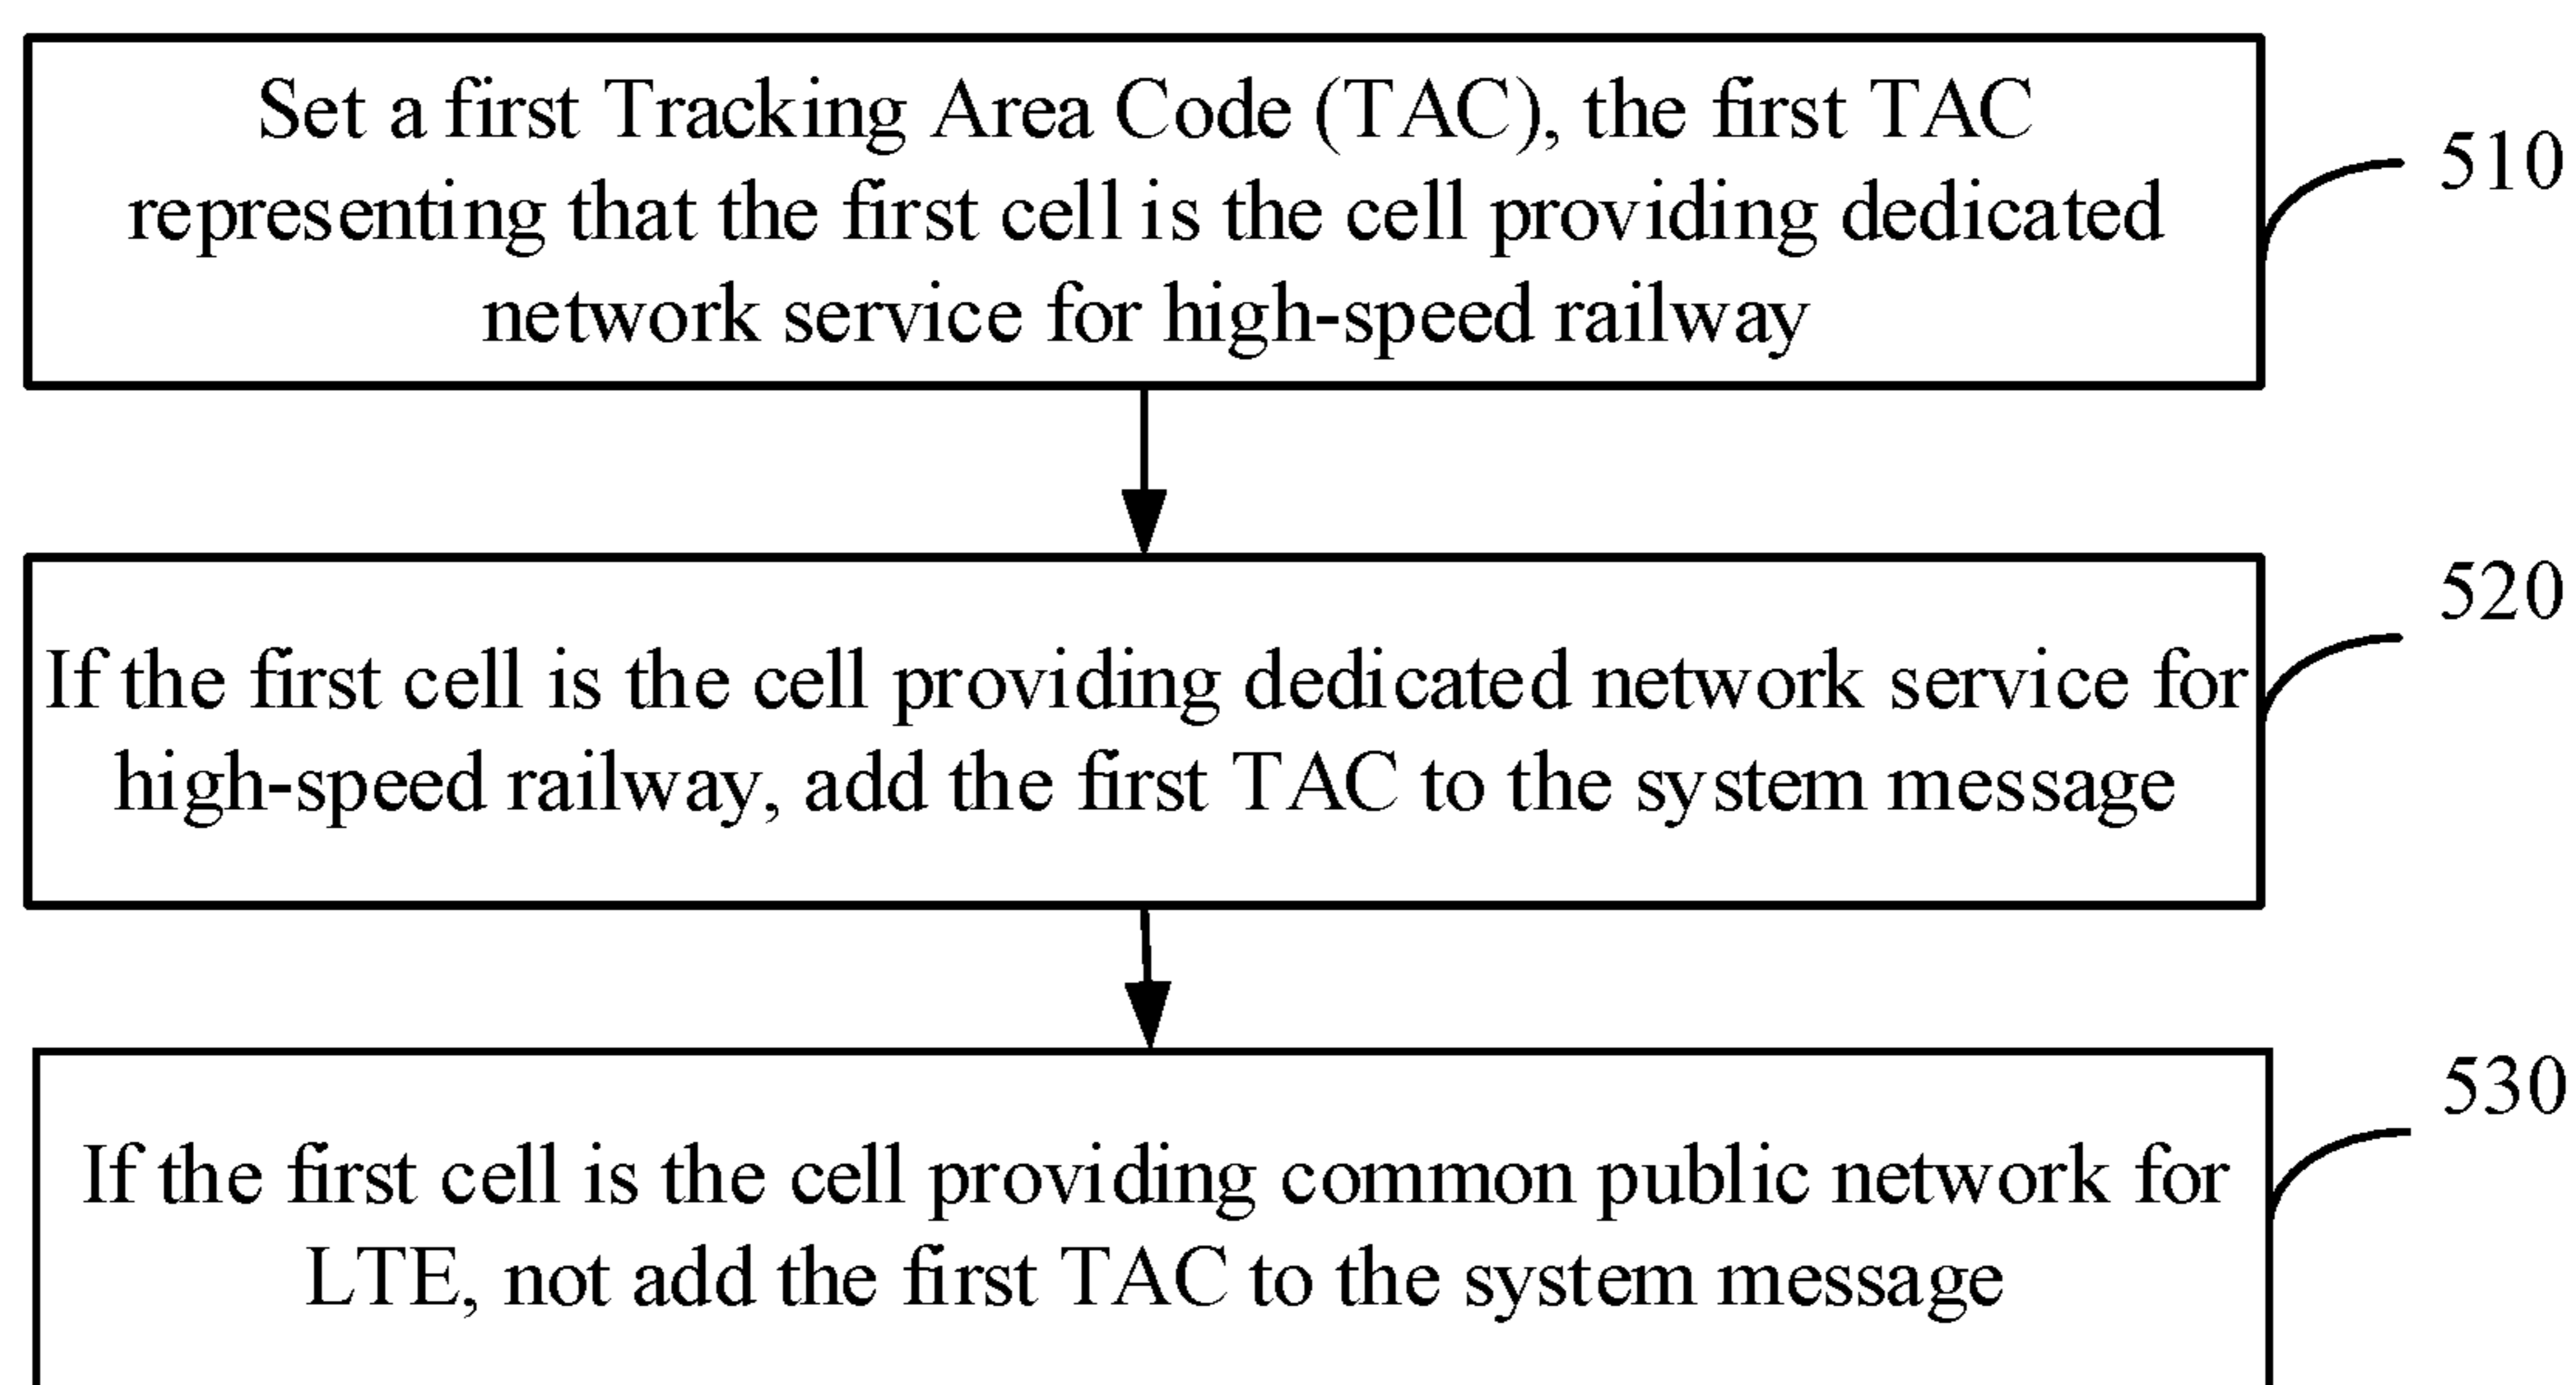 Set a first Tracking Area Code (TAC), the first TAC
representing that the first cell is the cell providing dedicated
network service for high-speed railway
510
If the first cell is the cell providing dedicated network service for
high-speed railway, add the first TAC to the system message
520
If the first cell is the cell providing common public network for
LTE, not add the first TAC to the system message
530